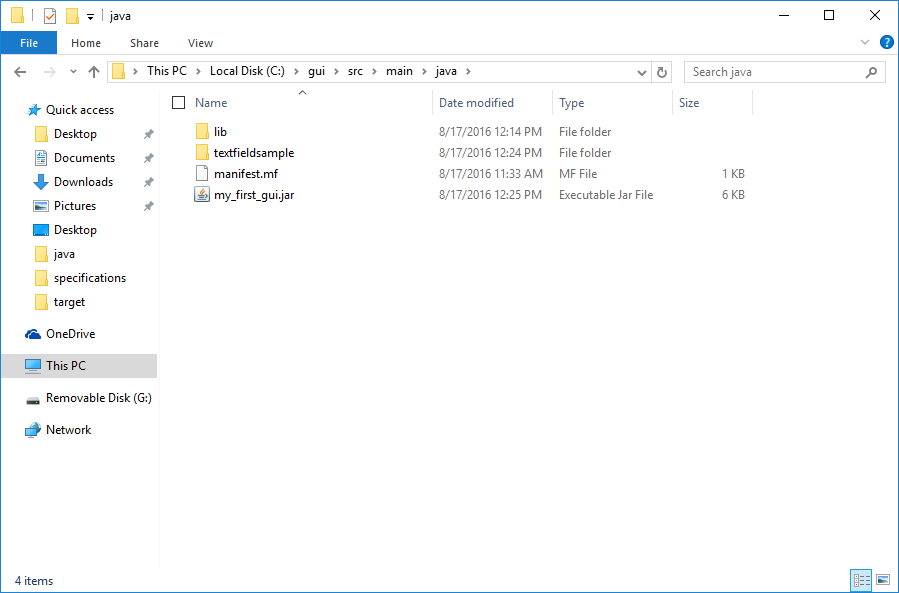 java
File Home Share View
This PC Local Disk (C:) gui src main java Search java
Name Date modified Type Size
Quick access
Desktop
Documents
Downloads
Pictures
Desktop
java
specifications
target
OneDrive
This PC
Removable Disk (G:)
Network
lib 8/17/2016 12:14 PM File folder
textfieldsample 8/17/2016 12:24 PM File folder
manifest.mf 8/17/2016 11:33 AM MF File 1 KB
my_first_gui.jar 8/17/2016 12:25 PM Executable Jar File 6 KB
4 items